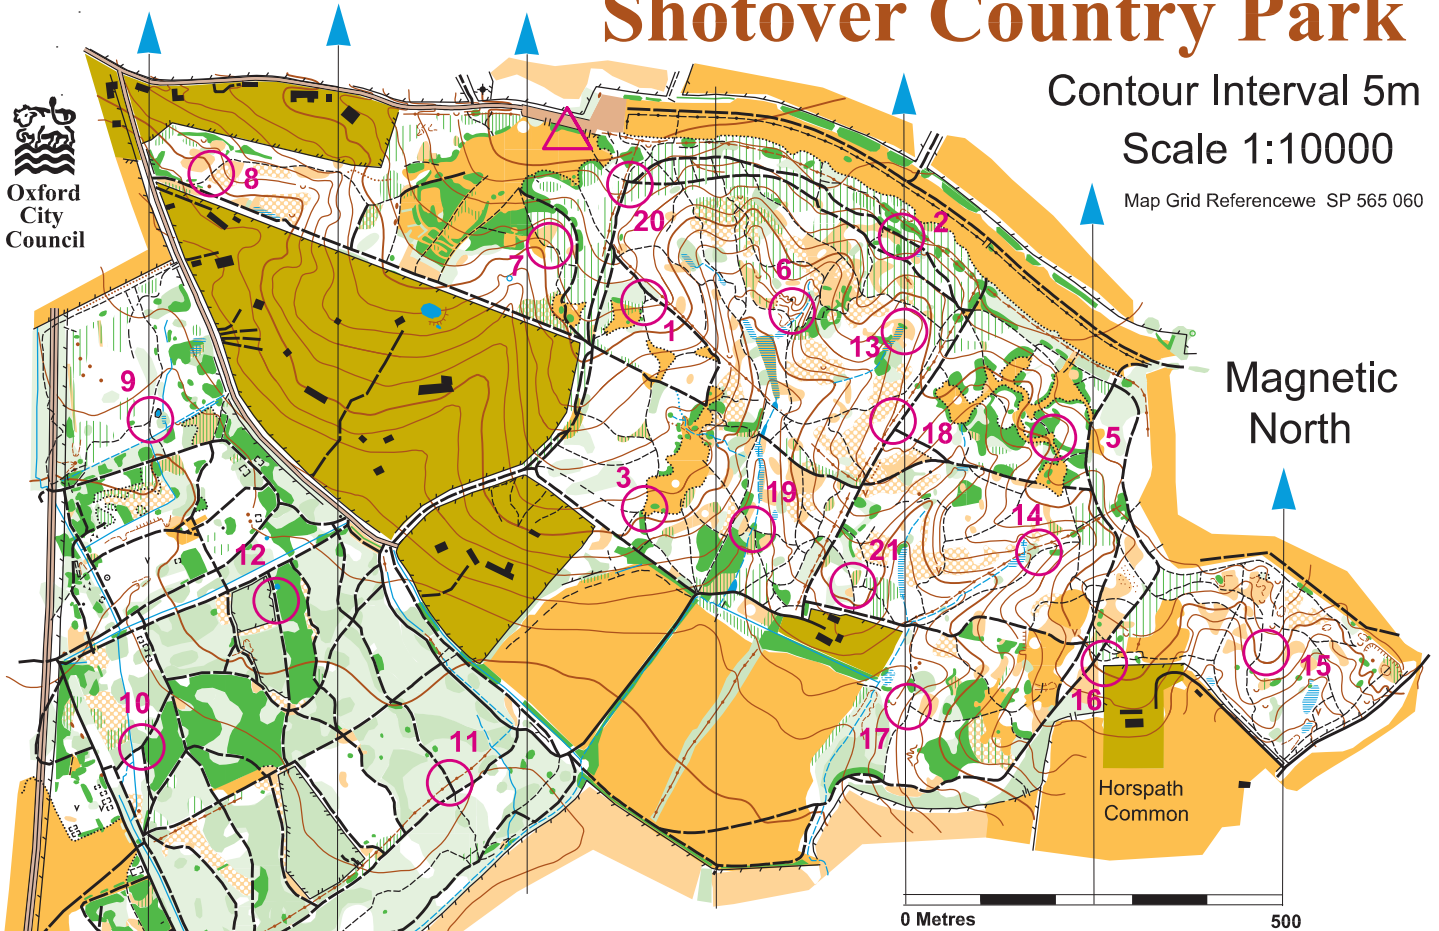 Shotover Country Park
Contour Interval 5m
Scale 1:10000
Map Grid Referencewe SP 565 060
Oxford
City
Council
Magnetic
North
8
20
2
7
6
1
13
9
18
5
3
19
14
12
21
10
11
17
16
15
Horspath
Common
0 Metres
500